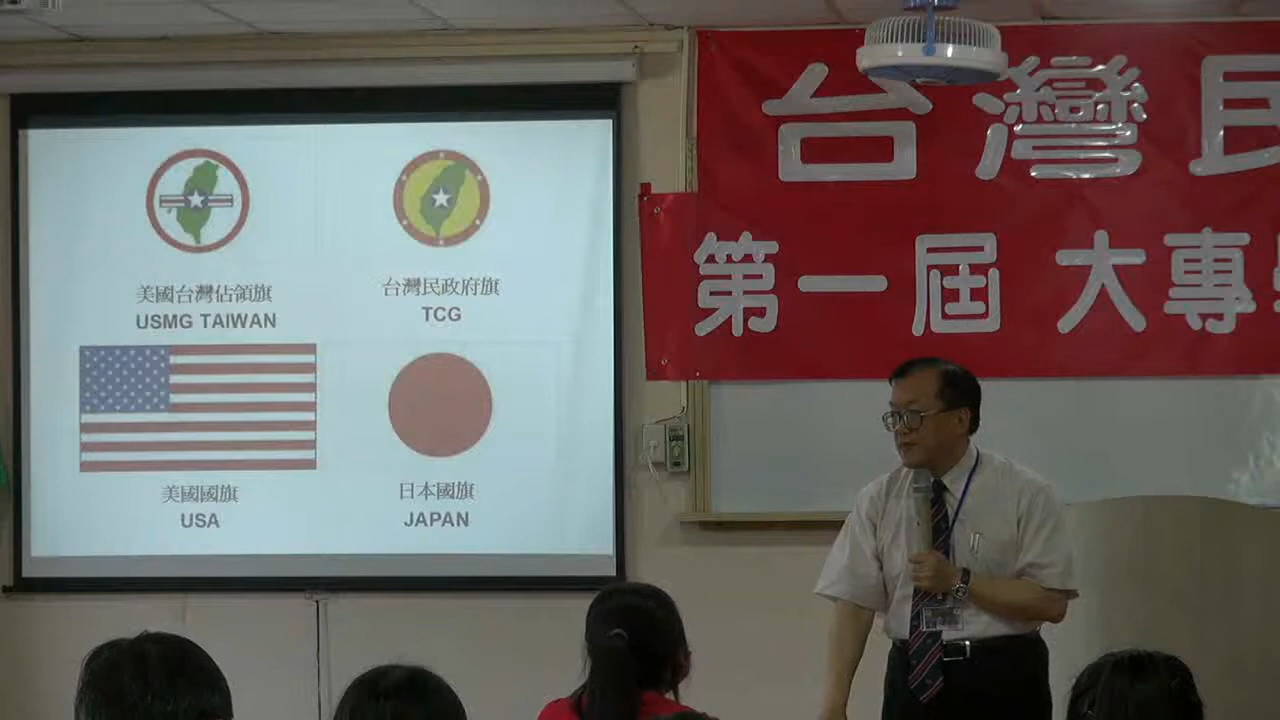 美國台灣佔領旗
USMG TAIWAN
台灣民政府旗
TCG
美國國旗
USA
日本國旗
JAPAN
台灣民
第一屆 大專